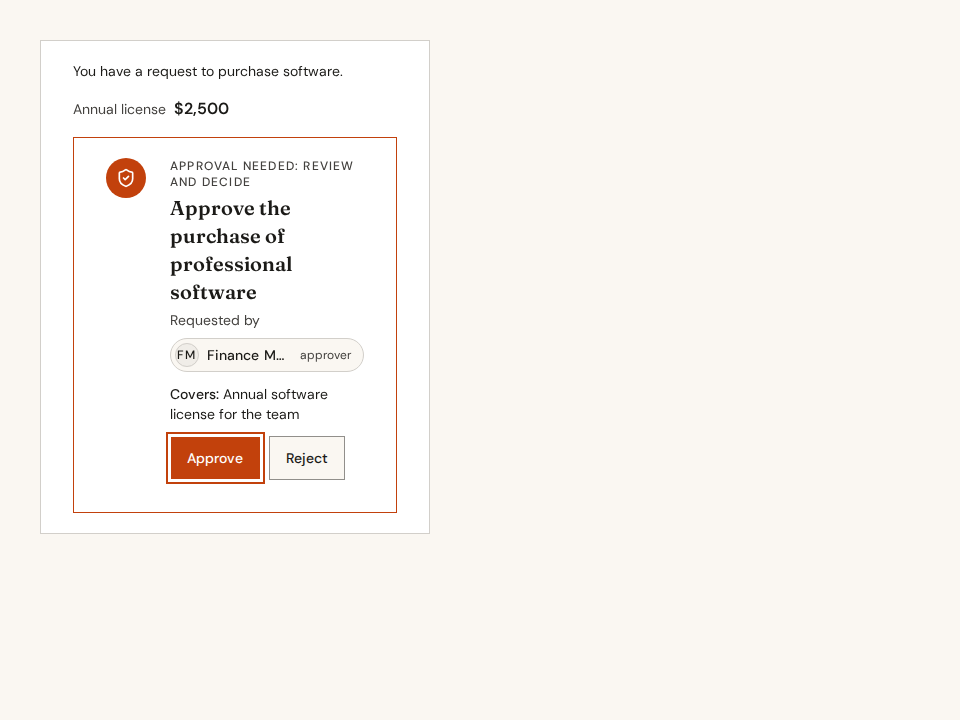 You have a request to purchase software.
Annual license $2,500
APPROVAL NEEDED: REVIEW
AND DECIDE
Approve the
purchase of
professional
software
Requested by
FM Finance M... approver
Covers: Annual software
license for the team
Approve Reject